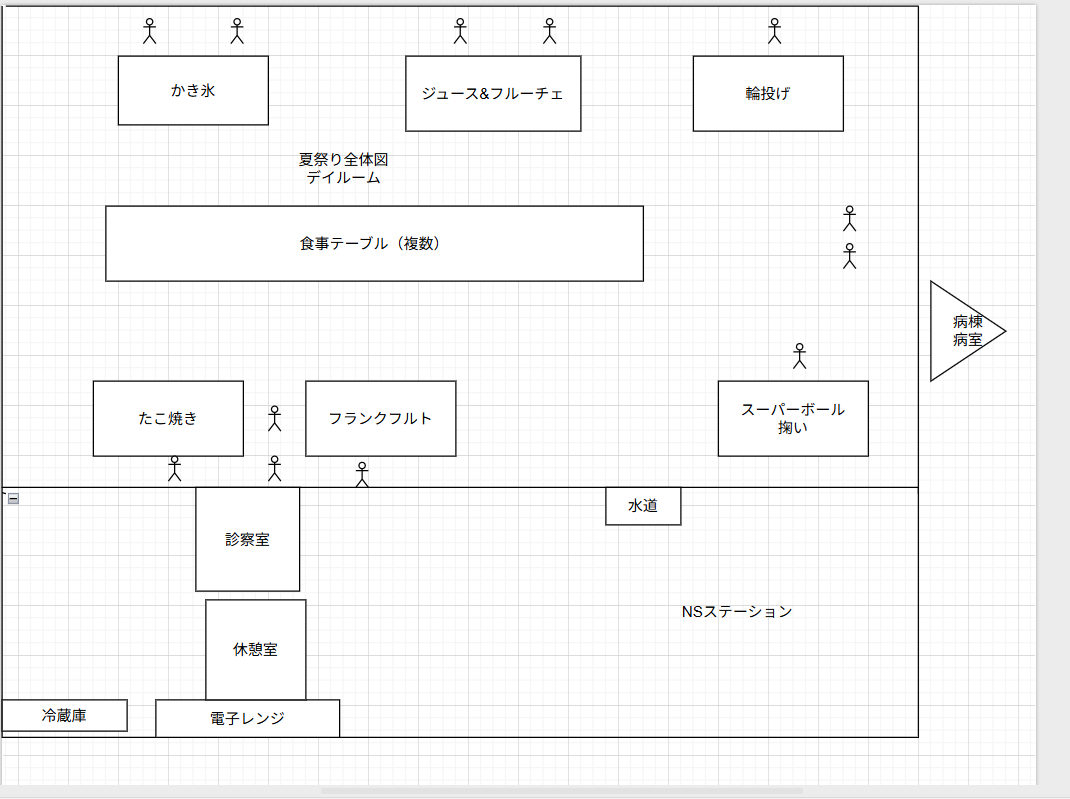 かき氷
ジュース&フルーチェ
輪投げ
夏祭り全体図
デイルーム
食事テーブル（複数）
病棟
病室
たこ焼き
フランクフルト
スーパーボール
掬い
診察室
水道
NSステーション
休憩室
冷蔵庫
電子レンジ